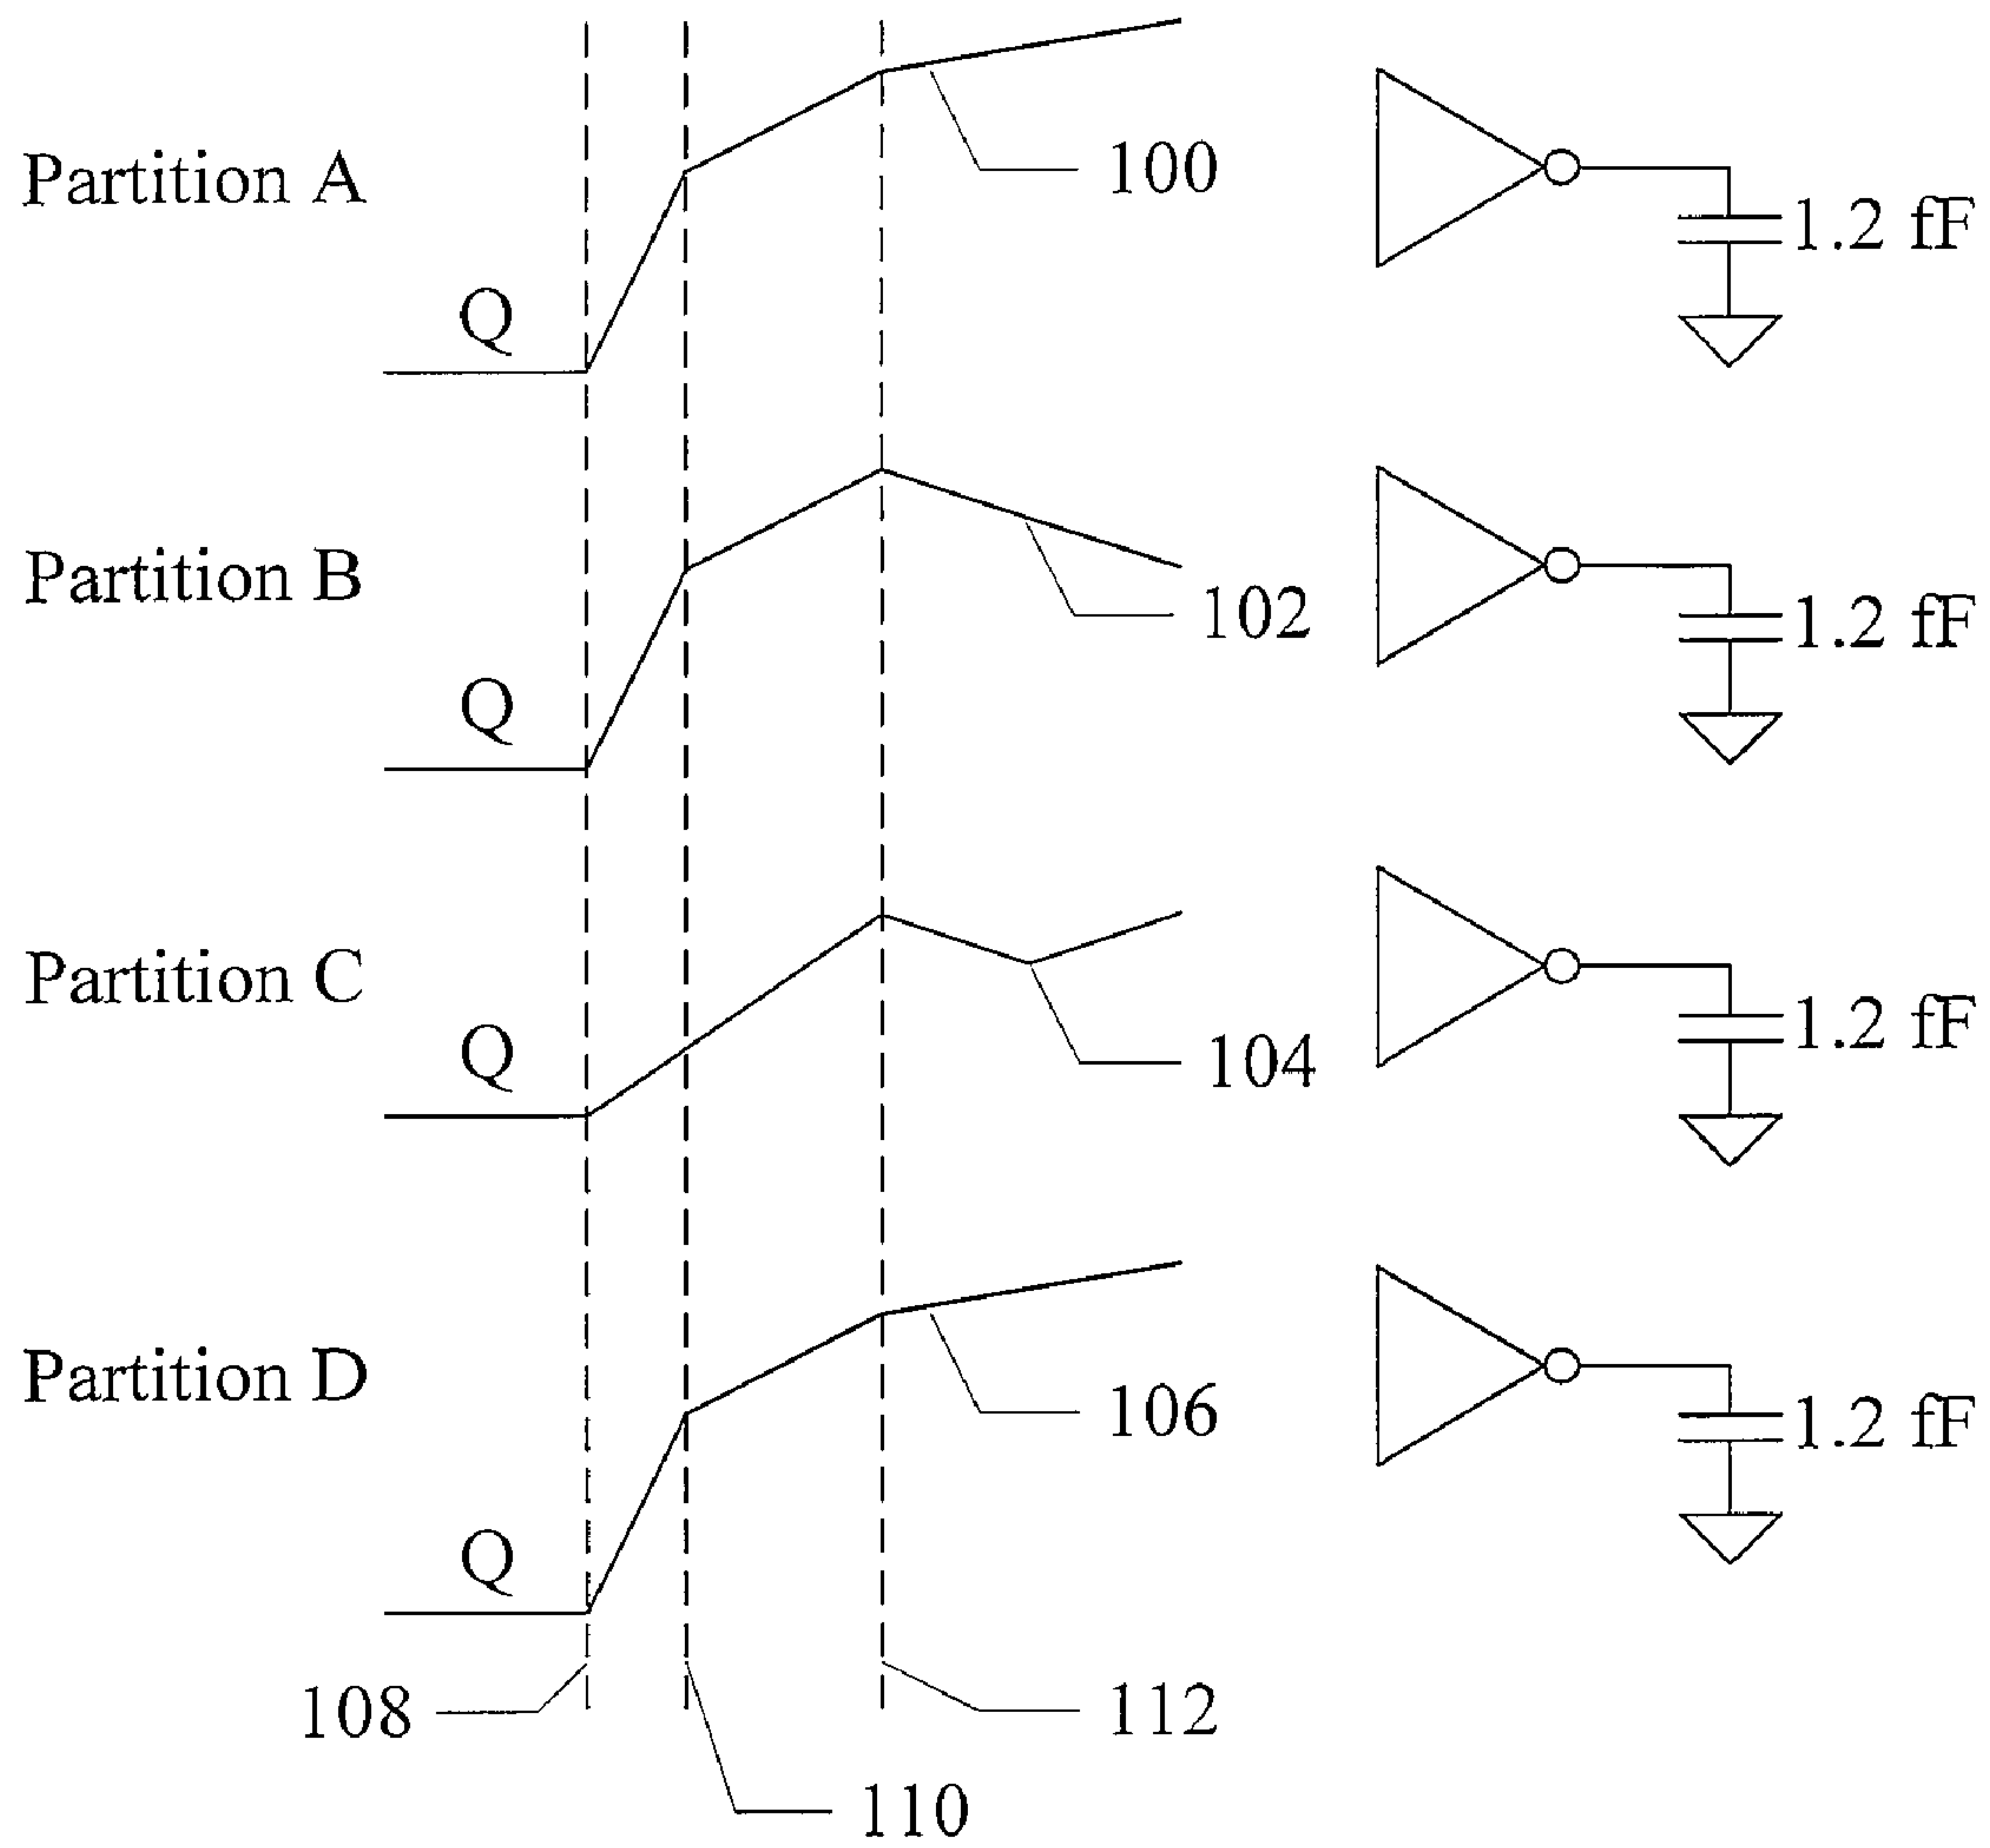 Partition A
Q
100
1.2 fF
Partition B
Q
102
1.2 fF
Partition C
Q
104
1.2 fF
Partition D
Q
106
1.2 fF
108
112
110